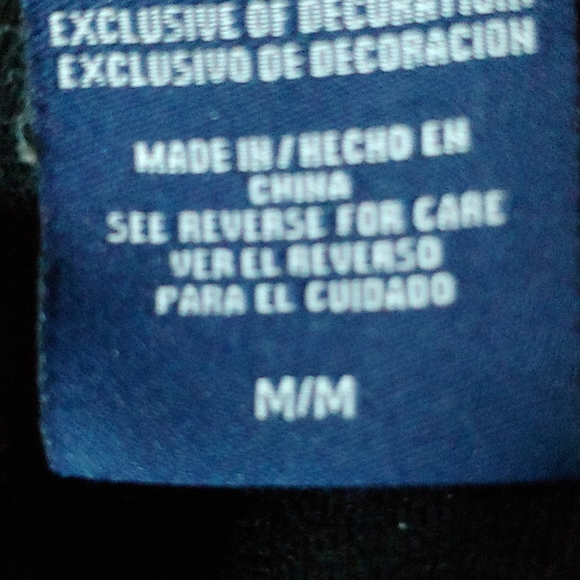 EXCLUSIVE OF DECORATION
EXCLUSIVO DE DECORACION
MADE IN/HECHO EN
CHINA
SEE REVERSE FOR CARE
VER EL REVERSO
PARA EL CUIDADO
M/M